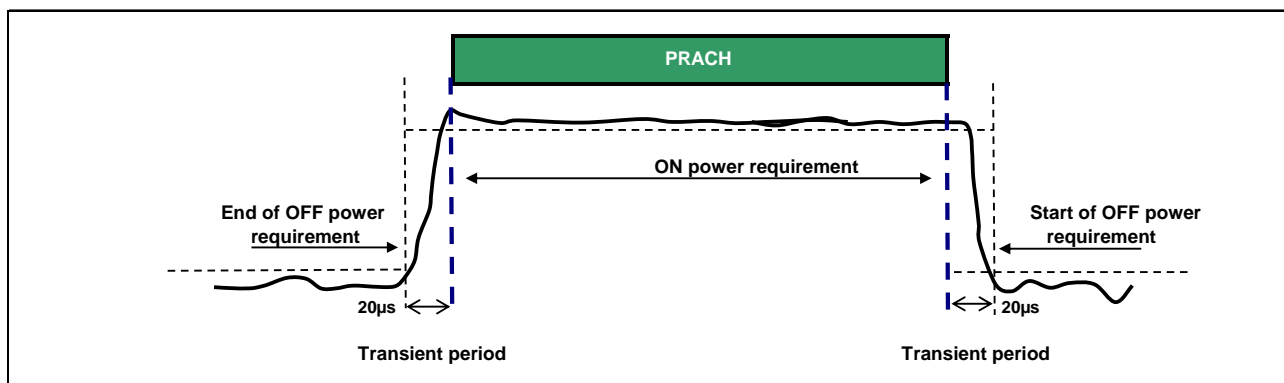 PRACH
ON power requirement
End of OFF power
requirement
Start of OFF power
requirement
20µs
20µs
Transient period
Transient period